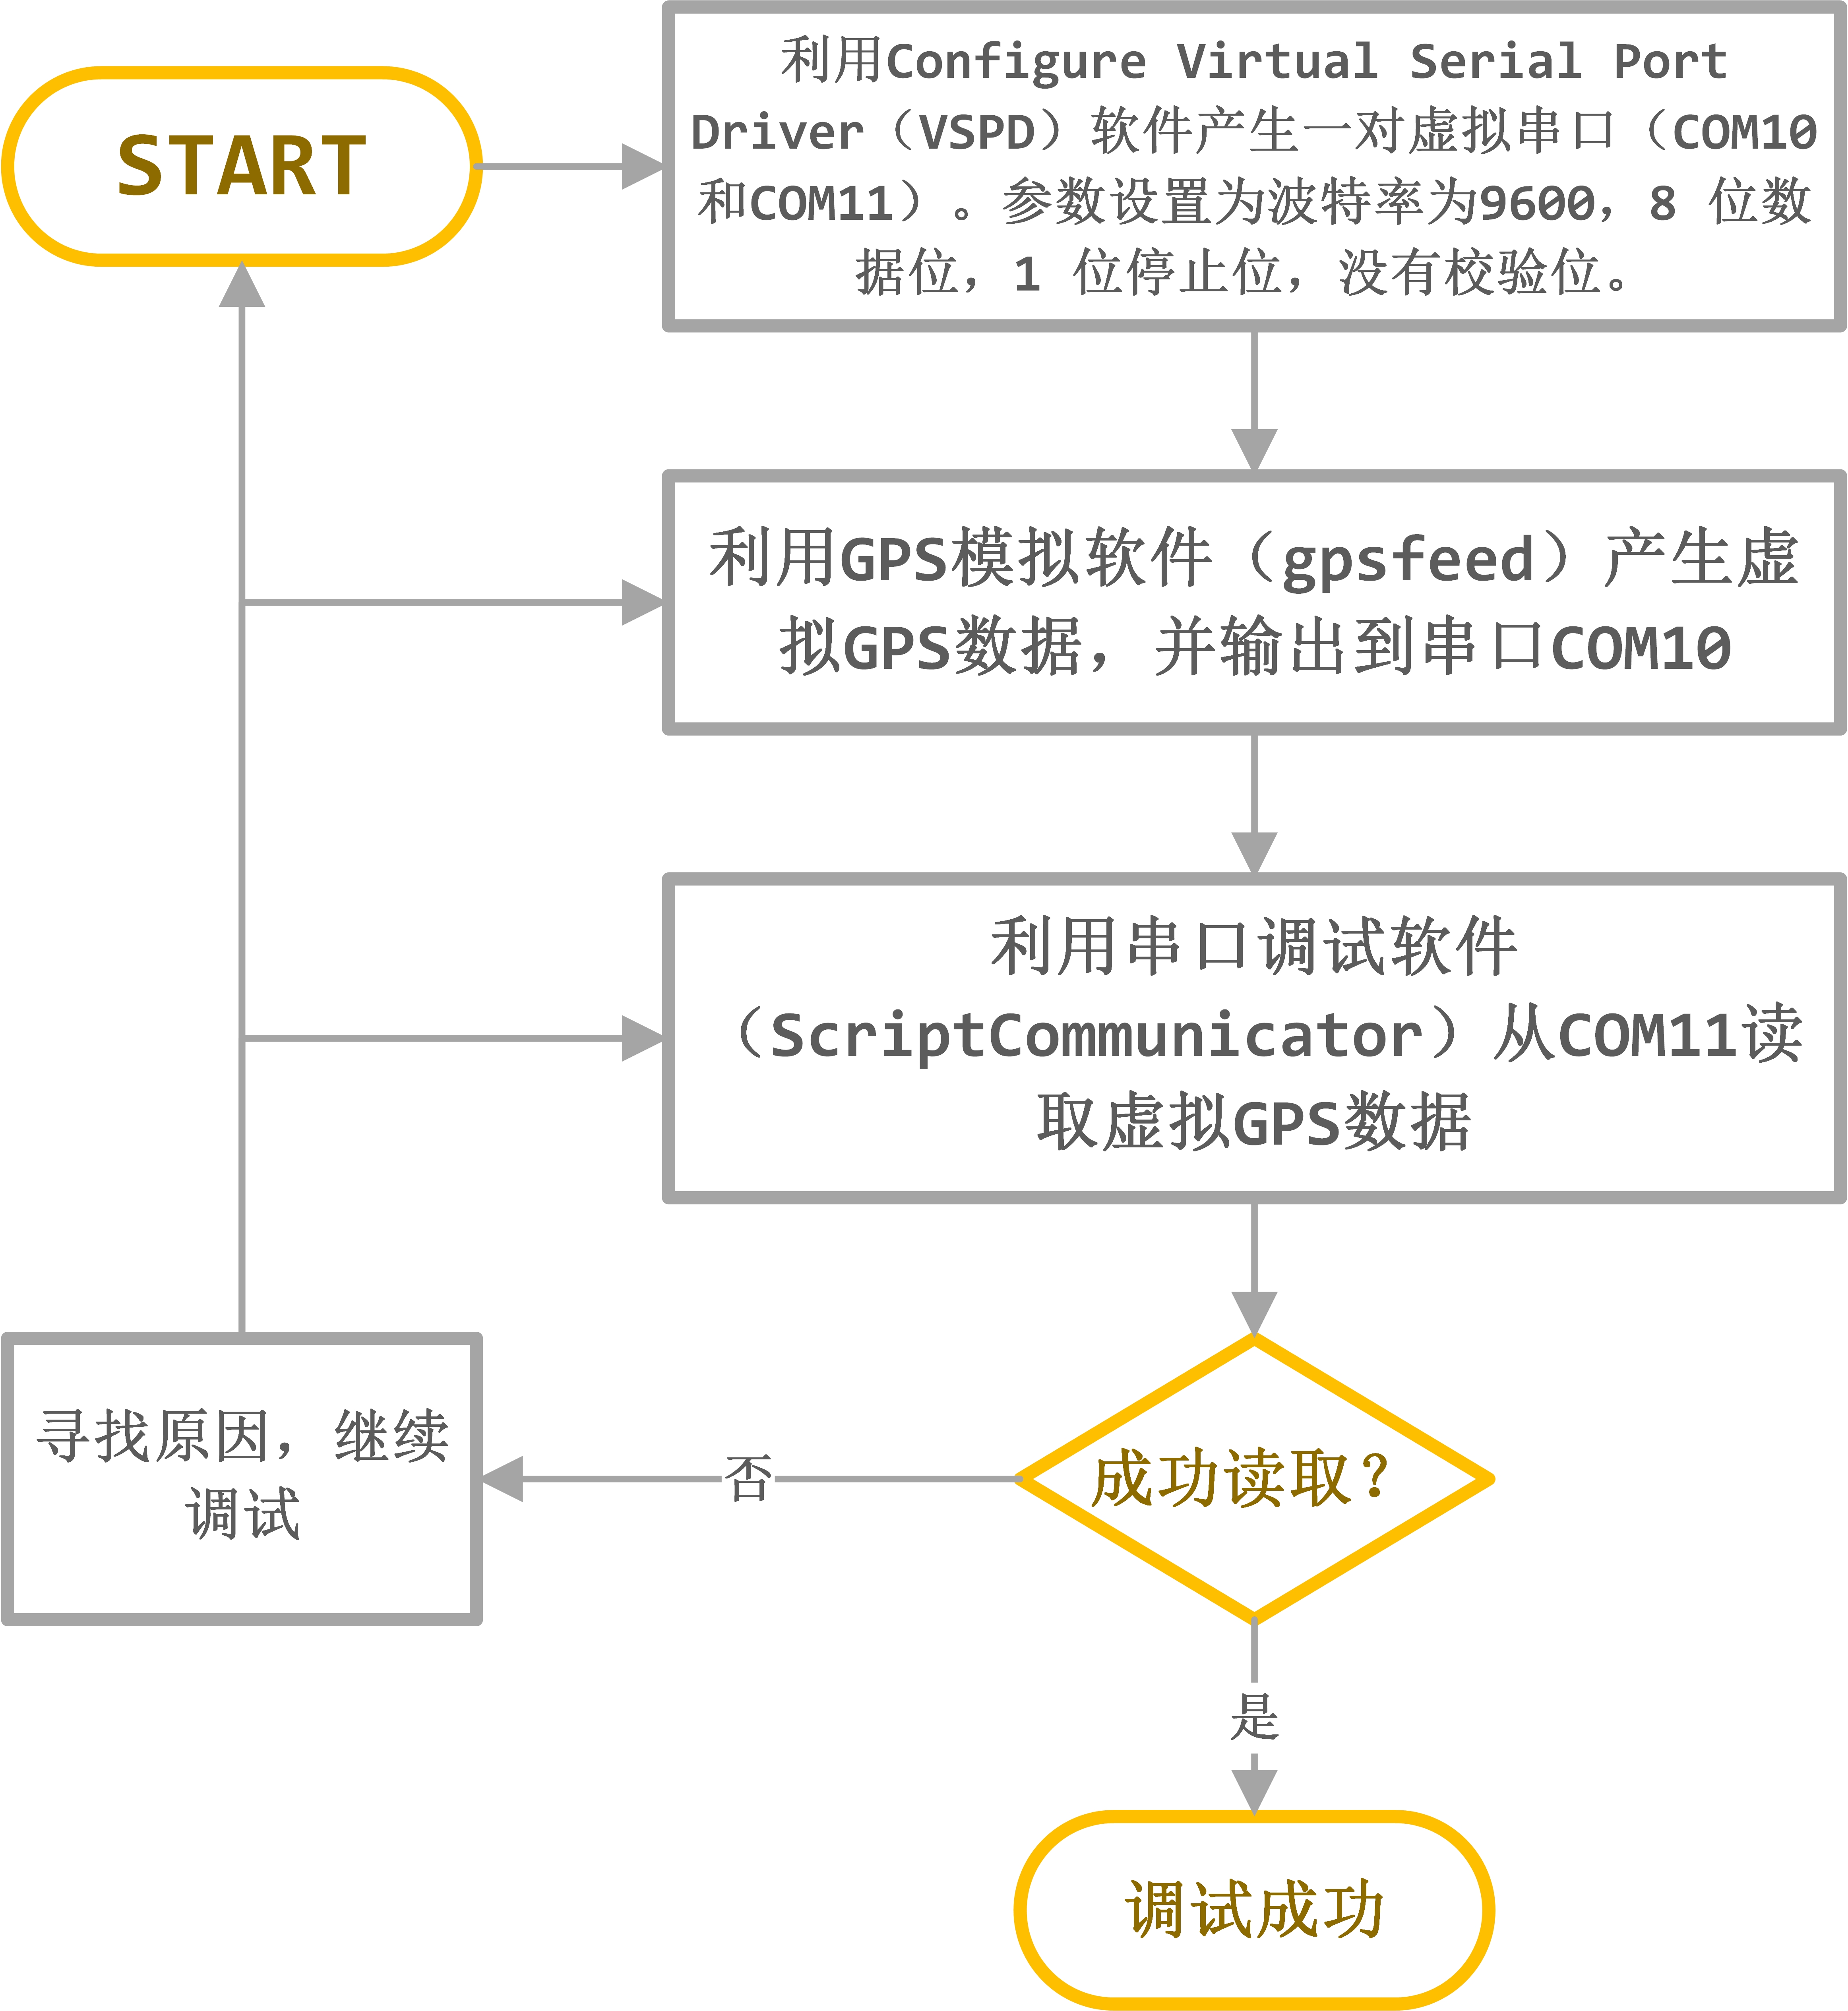 START
利用Configure Virtual Serial Port
Driver（VSPD）软件产生一对虚拟串口（COM10
和COM11）。参数设置为波特率为9600，8 位数
据位，1 位停止位，没有校验位。
利用GPS模拟软件（gpsfeed）产生虚
拟GPS数据，并输出到串口COM10
利用串口调试软件
（ScriptCommunicator）从COM11读
取虚拟GPS数据
成功读取？
否
寻找原因，继续
调试
是
调试成功